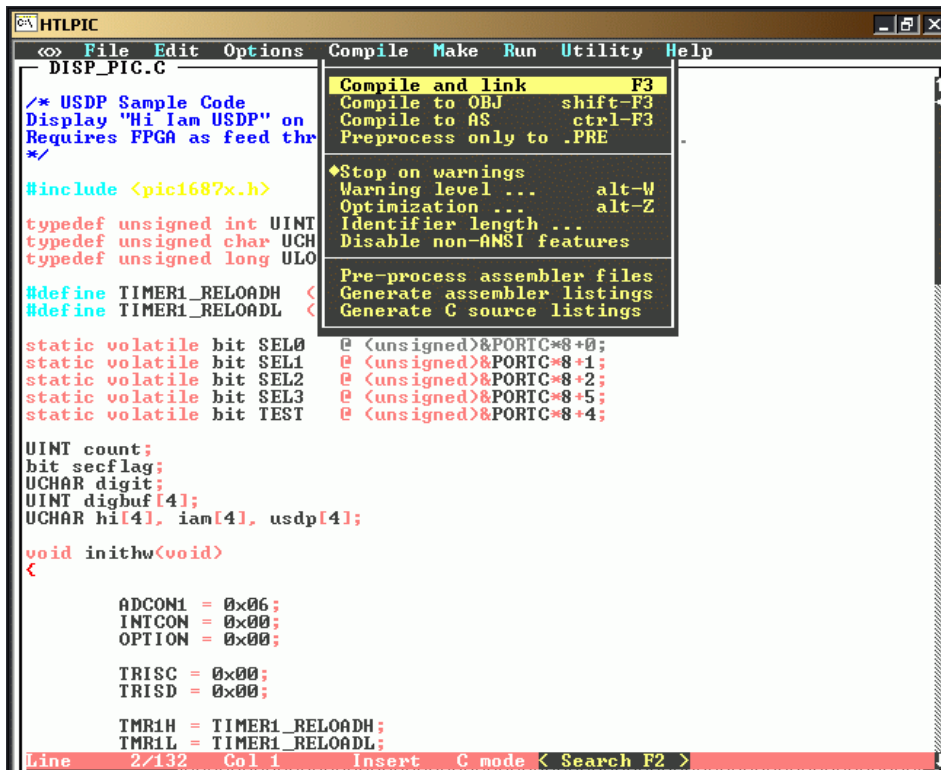 HTLPIC
<<>> File Edit Options Compile Make Run Utility Help
DISP_PIC.C
Compile and link F3
Compile to OBJ shift-F3
Compile to AS ctrl-F3
Preprocess only to .PRE
Stop on warnings
Warning level ... alt-W
Optimization ... alt-Z
Identifier length ...
Disable non-ANSI features
Pre-process assembler files
Generate assembler listings
Generate C source listings
/* USDP Sample Code
Display "Hi Iam USDP" on
Requires FPGA as feed thr .
*/
#include <pic1687x.h>
typedef unsigned int UINT
typedef unsigned char UCH
typedef unsigned long ULO
#define TIMER1_RELOADH (
#define TIMER1_RELOADL (
static volatile bit SEL0 @ (unsigned)&PORTC*8+0;
static volatile bit SEL1 @ (unsigned)&PORTC*8+1;
static volatile bit SEL2 @ (unsigned)&PORTC*8+2;
static volatile bit SEL3 @ (unsigned)&PORTC*8+5;
static volatile bit TEST @ (unsigned)&PORTC*8+4;
UINT count;
bit secflag;
UCHAR digit;
UINT digbuf[4];
UCHAR hi[4], iam[4], usdp[4];
void inithw(void)
{
ADCON1 = 0x06;
INTCON = 0x00;
OPTION = 0x00;
TRISC = 0x00;
TRISD = 0x00;
TMR1H = TIMER1_RELOADH;
TMR1L = TIMER1_RELOADL;
Line 2/132 Col 1 Insert C mode < Search F2 >